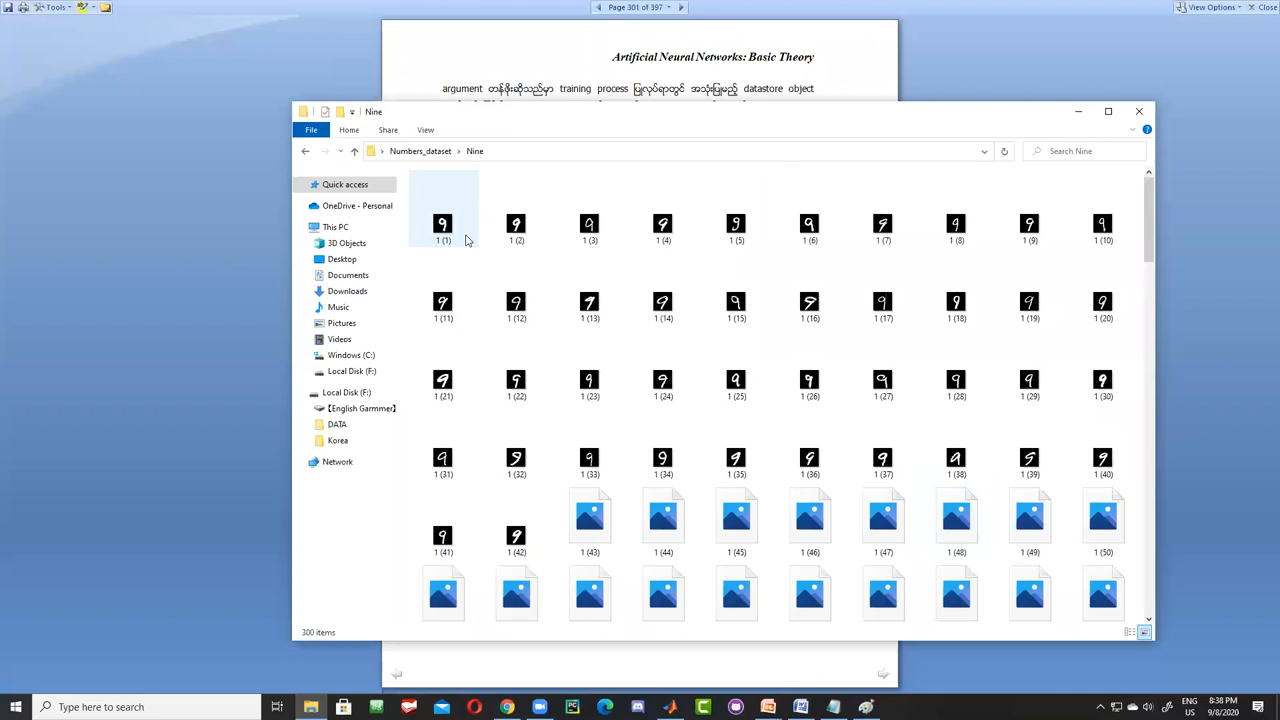 Tools
Page 301 of 397
View Options
Close
Artificial Neural Networks: Basic Theory
argument တန်ဖိုးဆိုသည်မှာ training process ပြုလုပ်ရာတွင် အသုံးပြုမည့် datastore object
Nine
File Home Share View
Numbers_dataset > Nine
Search Nine
Quick access
OneDrive - Personal
This PC
3D Objects
Desktop
Documents
Downloads
Music
Pictures
Videos
Windows (C:)
Local Disk (F:)
Local Disk (F:)
【English Garmmer】
DATA
Korea
Network
1 (1) 1 (2) 1 (3) 1 (4) 1 (5) 1 (6) 1 (7) 1 (8) 1 (9) 1 (10)
1 (11) 1 (12) 1 (13) 1 (14) 1 (15) 1 (16) 1 (17) 1 (18) 1 (19) 1 (20)
1 (21) 1 (22) 1 (23) 1 (24) 1 (25) 1 (26) 1 (27) 1 (28) 1 (29) 1 (30)
1 (31) 1 (32) 1 (33) 1 (34) 1 (35) 1 (36) 1 (37) 1 (38) 1 (39) 1 (40)
1 (41) 1 (42) 1 (43) 1 (44) 1 (45) 1 (46) 1 (47) 1 (48) 1 (49) 1 (50)
300 items
Type here to search
ENG
US
8:38 PM
9/8/2020